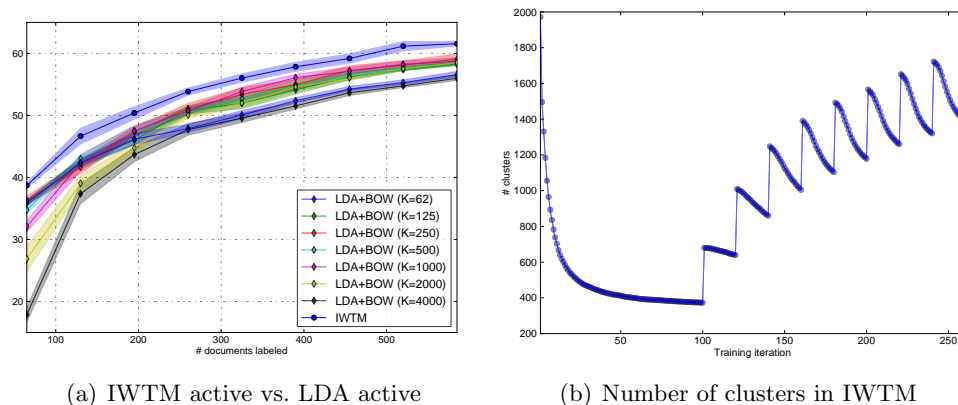 60
50
40
30
20
100
200
300
400
500
# documents labeled
LDA+BOW (K=62)
LDA+BOW (K=125)
LDA+BOW (K=250)
LDA+BOW (K=500)
LDA+BOW (K=1000)
LDA+BOW (K=2000)
LDA+BOW (K=4000)
IWTM
(a) IWTM active vs. LDA active
# clusters
2000
1800
1600
1400
1200
1000
800
600
400
200
0
50
100
150
200
250
Training iteration
(b) Number of clusters in IWTM